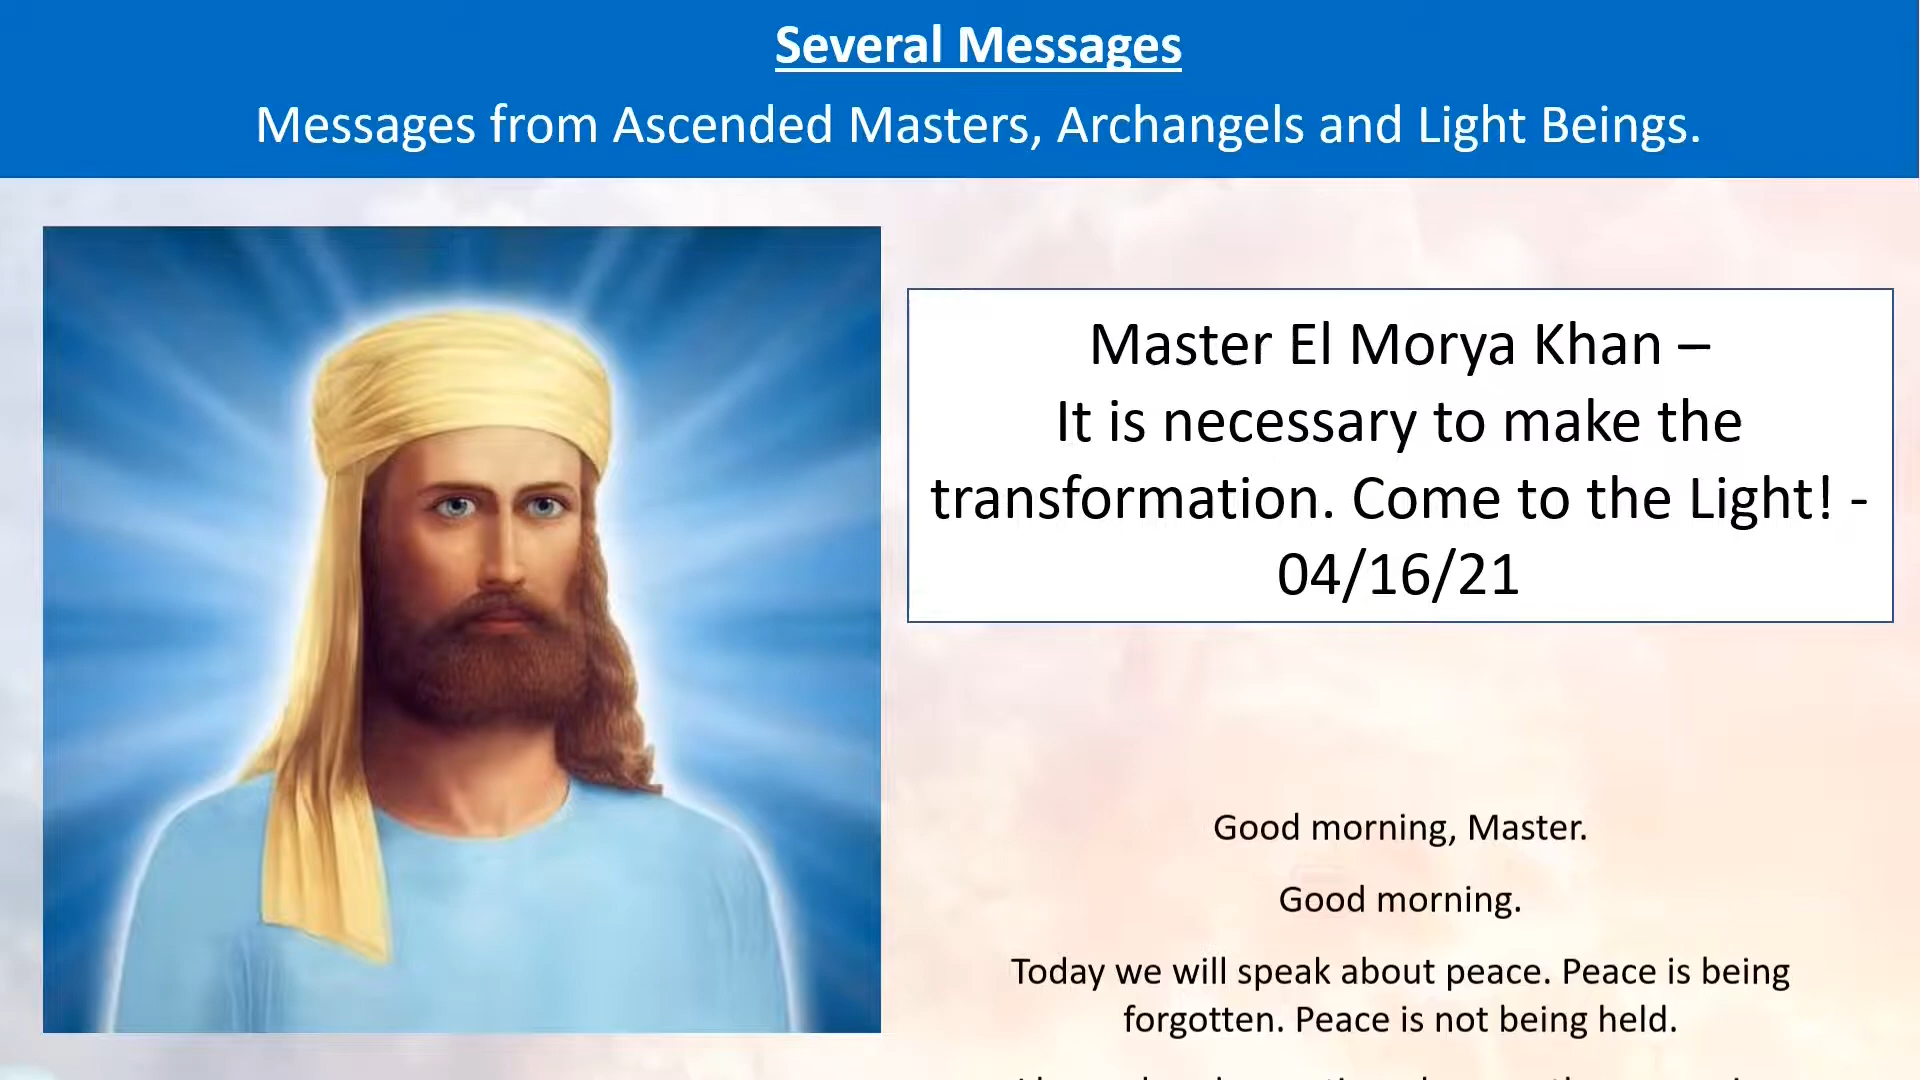 Several Messages
Messages from Ascended Masters, Archangels and Light Beings.
Master El Morya Khan –
It is necessary to make the
transformation. Come to the Light! -
04/16/21
Good morning, Master.
Good morning.
Today we will speak about peace. Peace is being
forgotten. Peace is not being held.